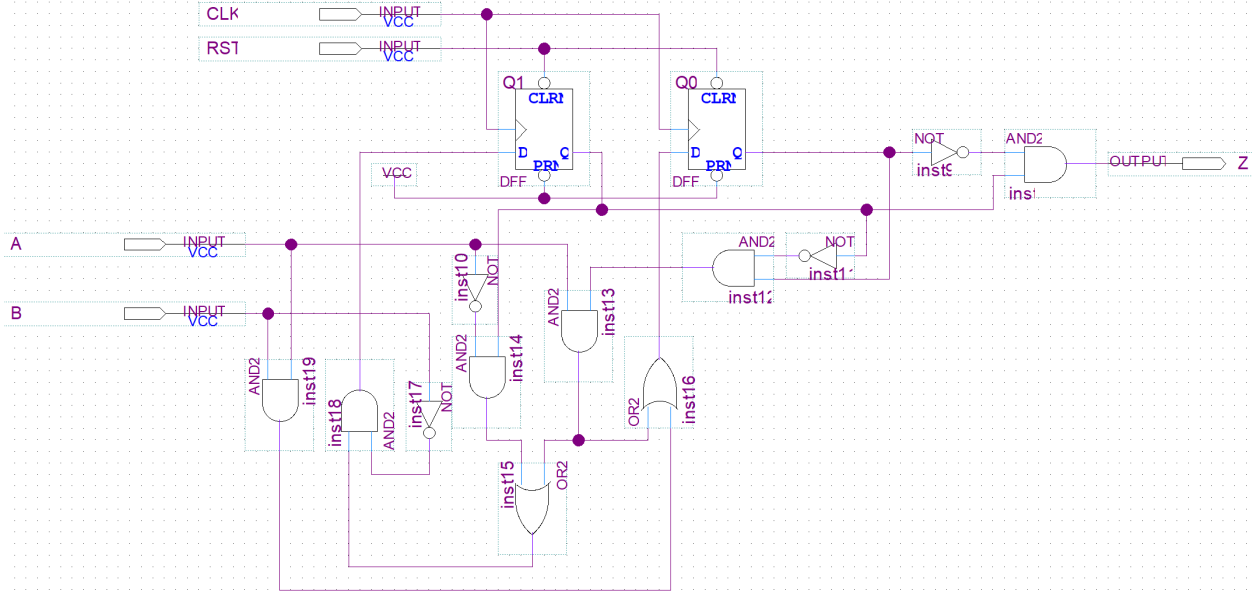 CLK INPUT
VCC
RST INPUT
VCC
Q1 Q0
CLRN CLRN
D Q D Q
PRN PRN
DFF DFF
VCC
NOT
inst9
AND2
inst
OUTPUT Z
A INPUT
VCC
B INPUT
VCC
NOT
inst10
AND2
inst12
NOT
inst11
AND2
inst13
AND2
inst14
AND2
inst19
inst18
AND2
inst17
NOT
OR2
inst16
inst15
OR2